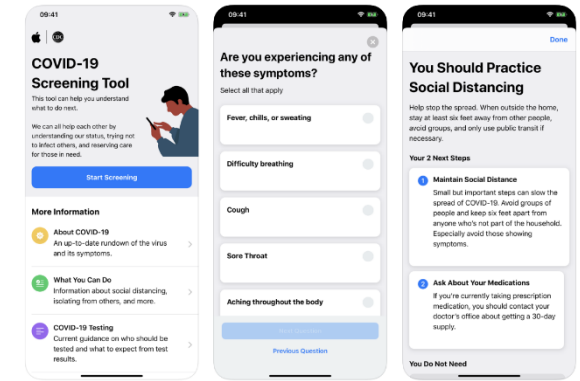 09:41
CDC
COVID-19
Screening Tool
This tool can help you understand
what to do next.
We can all help each other by
understanding our status, trying not
to infect others, and reserving care
for those in need.
Start Screening
More Information
About COVID-19
An up-to-date rundown of the virus
and its symptoms.
What You Can Do
Information about social distancing,
isolating from others, and more.
COVID-19 Testing
Current guidance on who should be
tested and what to expect from test
results.
09:41
Are you experiencing any of
these symptoms?
Select all that apply
Fever, chills, or sweating
Difficulty breathing
Cough
Sore Throat
Aching throughout the body
Next Question
Previous Question
09:41
Done
You Should Practice
Social Distancing
Help stop the spread. When outside the home,
stay at least six feet away from other people,
avoid groups, and only use public transit if
necessary.
Your 2 Next Steps
1 Maintain Social Distance
Small but important steps can slow the
spread of COVID-19. Avoid groups of
people and keep six feet apart from
anyone who's not part of the household.
Especially avoid those showing
symptoms.
2 Ask About Your Medications
If you're currently taking prescription
medication, you should contact your
doctor's office about getting a 30-day
supply.
You Do Not Need